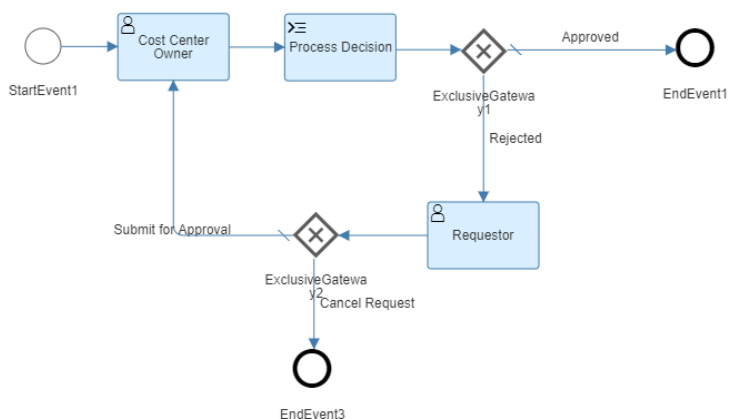 Cost Center
Owner
Process Decision
Approved
StartEvent1
ExclusiveGatewa
y1
EndEvent1
Rejected
Submit for Approval
Requestor
ExclusiveGatewa
y2
Cancel Request
EndEvent3